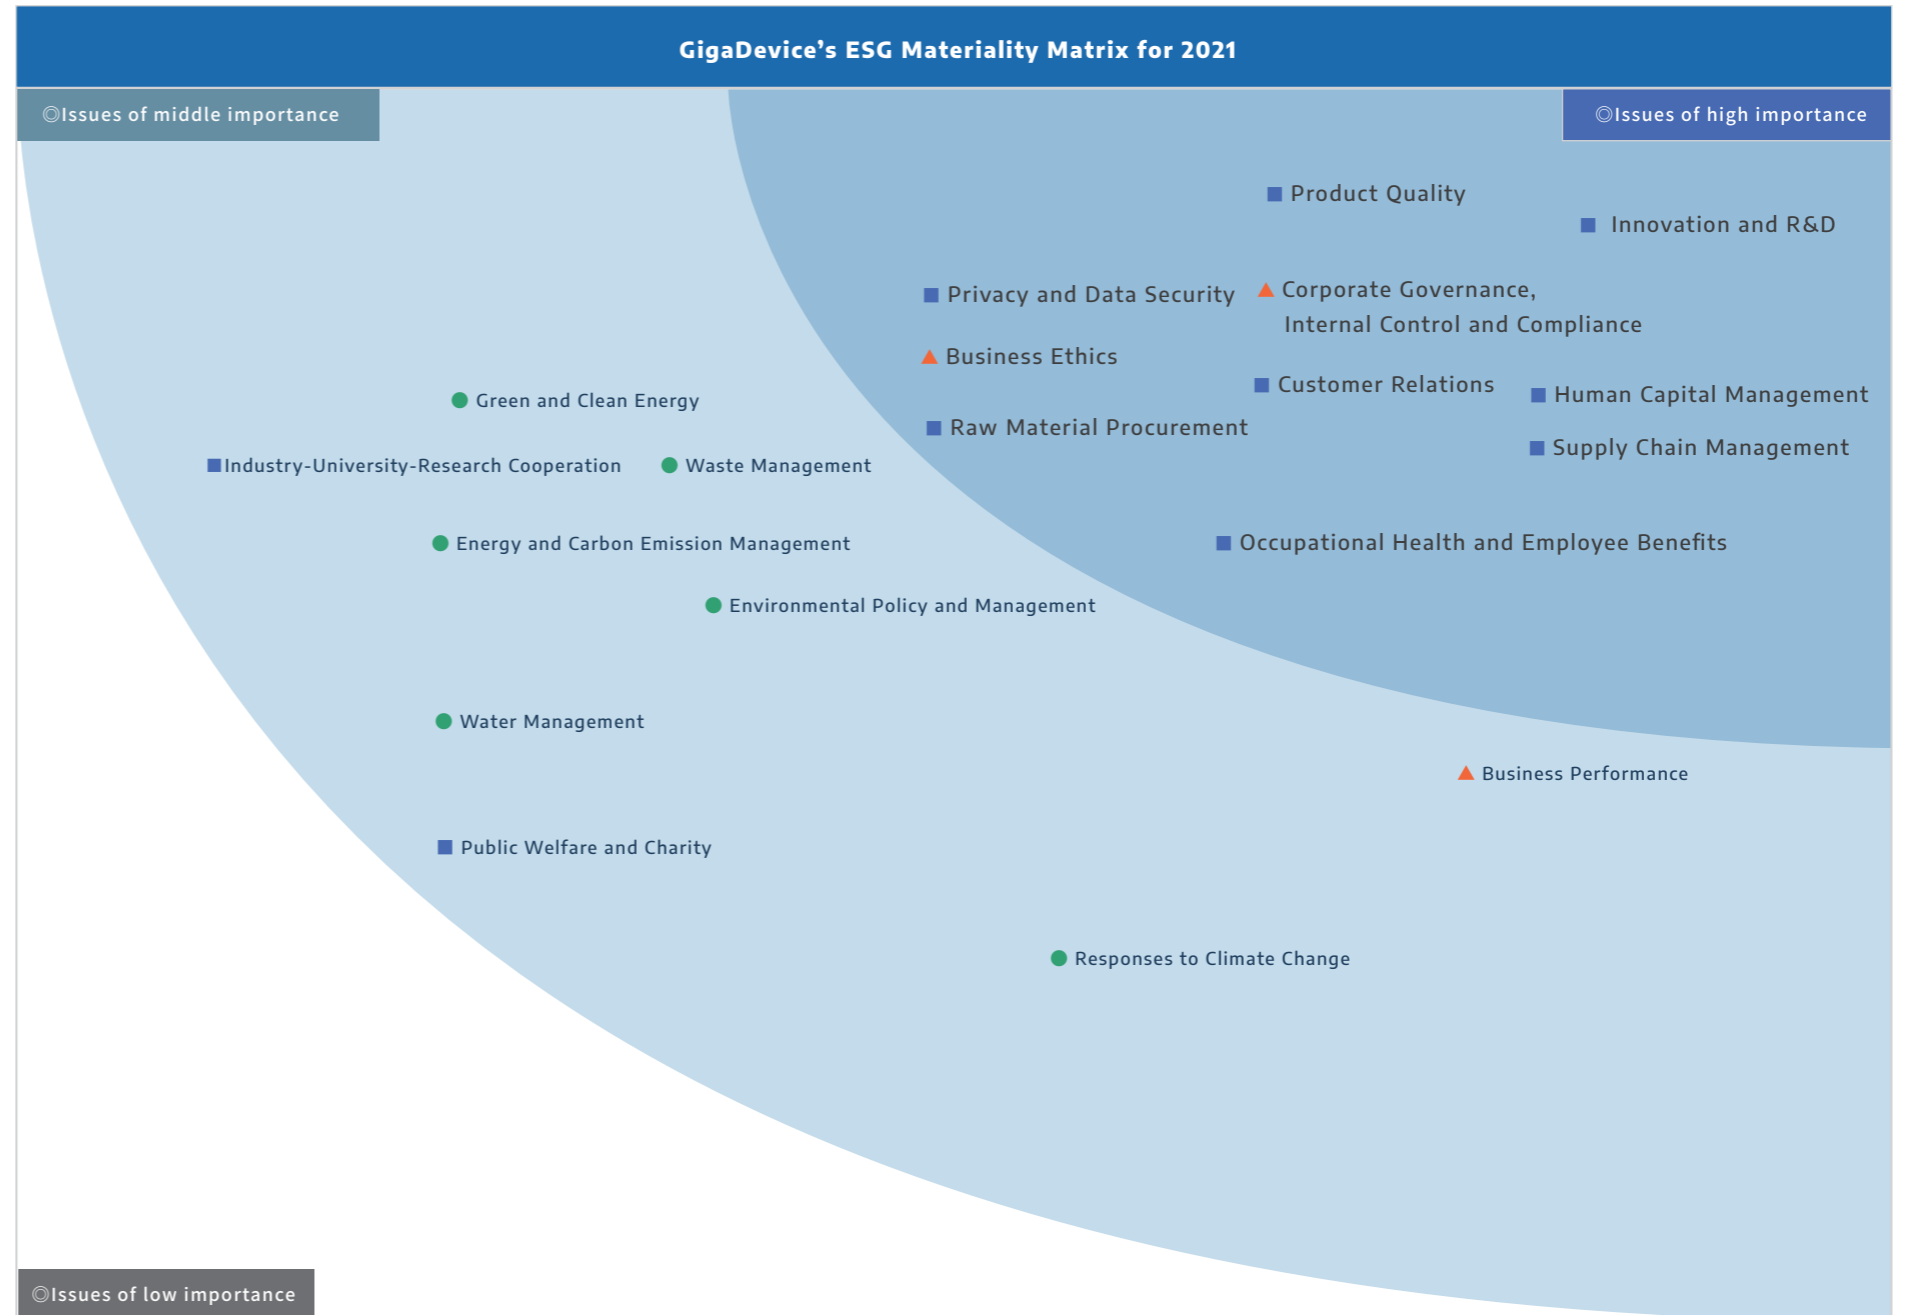 GigaDevice’s ESG Materiality Matrix for 2021
◎Issues of middle importance
◎Issues of high importance
Product Quality
Innovation and R&D
Privacy and Data Security
Corporate Governance,
Internal Control and Compliance
Business Ethics
Customer Relations
Human Capital Management
Green and Clean Energy
Raw Material Procurement
Supply Chain Management
Industry-University-Research Cooperation
Waste Management
Energy and Carbon Emission Management
Occupational Health and Employee Benefits
Environmental Policy and Management
Water Management
Business Performance
Public Welfare and Charity
Responses to Climate Change
◎Issues of low importance